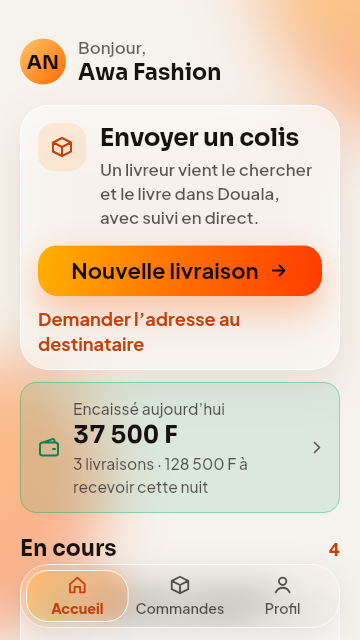 AN
Bonjour,
Awa Fashion
Envoyer un colis
Un livreur vient le chercher
et le livre dans Douala,
avec suivi en direct.
Nouvelle livraison →
Demander l’adresse au
destinataire
Encaissé aujourd’hui
37 500 F
3 livraisons · 128 500 F à
recevoir cette nuit
En cours 4
Accueil Commandes Profil